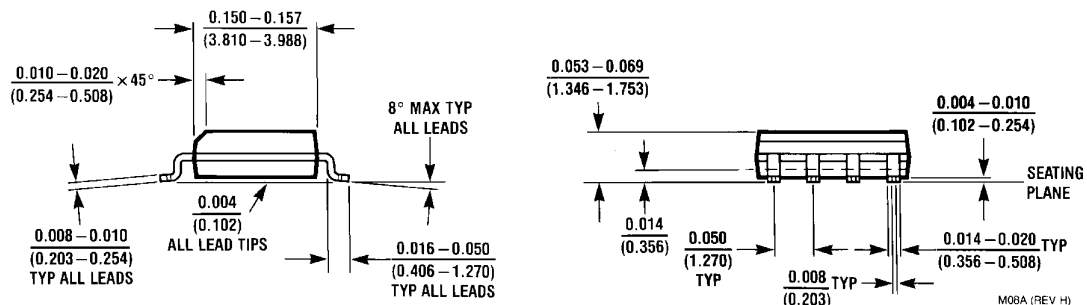 0.150–0.157
(3.810–3.988)
0.010–0.020 × 45°
(0.254–0.508)
8° MAX TYP
ALL LEADS
0.004
(0.102)
ALL LEAD TIPS
0.008–0.010
(0.203–0.254)
TYP ALL LEADS
0.016–0.050
(0.406–1.270)
TYP ALL LEADS
0.053–0.069
(1.346–1.753)
0.004–0.010
(0.102–0.254)
SEATING
PLANE
0.014
(0.356)
0.050
(1.270)
TYP
0.014–0.020 TYP
(0.356–0.508)
0.008 TYP
(0.203)
M08A (REV H)